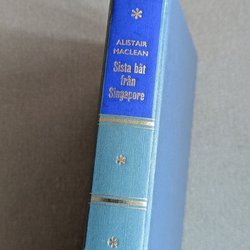 ALISTAIR
MACLEAN
Sista båt
från
Singapore